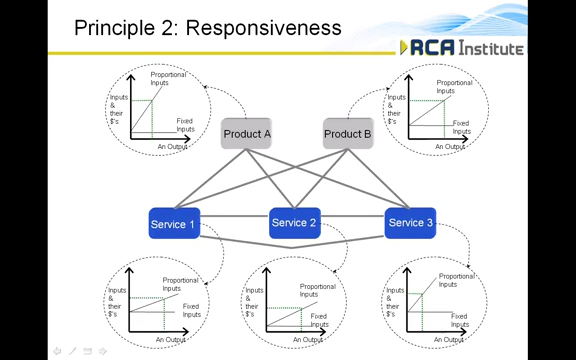 Principle 2: Responsiveness
RCA Institute
Proportional
Inputs
Inputs
&
their
$'s
Fixed
Inputs
An Output
Proportional
Inputs
Inputs
&
their
$'s
Fixed
Inputs
An Output
Product A
Product B
Service 1
Service 2
Service 3
Proportional
Inputs
Inputs
&
their
$'s
Fixed
Inputs
An Output
Proportional
Inputs
Inputs
&
their
$'s
Fixed
Inputs
An Output
Proportional
Inputs
Inputs
&
their
$'s
Fixed
Inputs
An Output